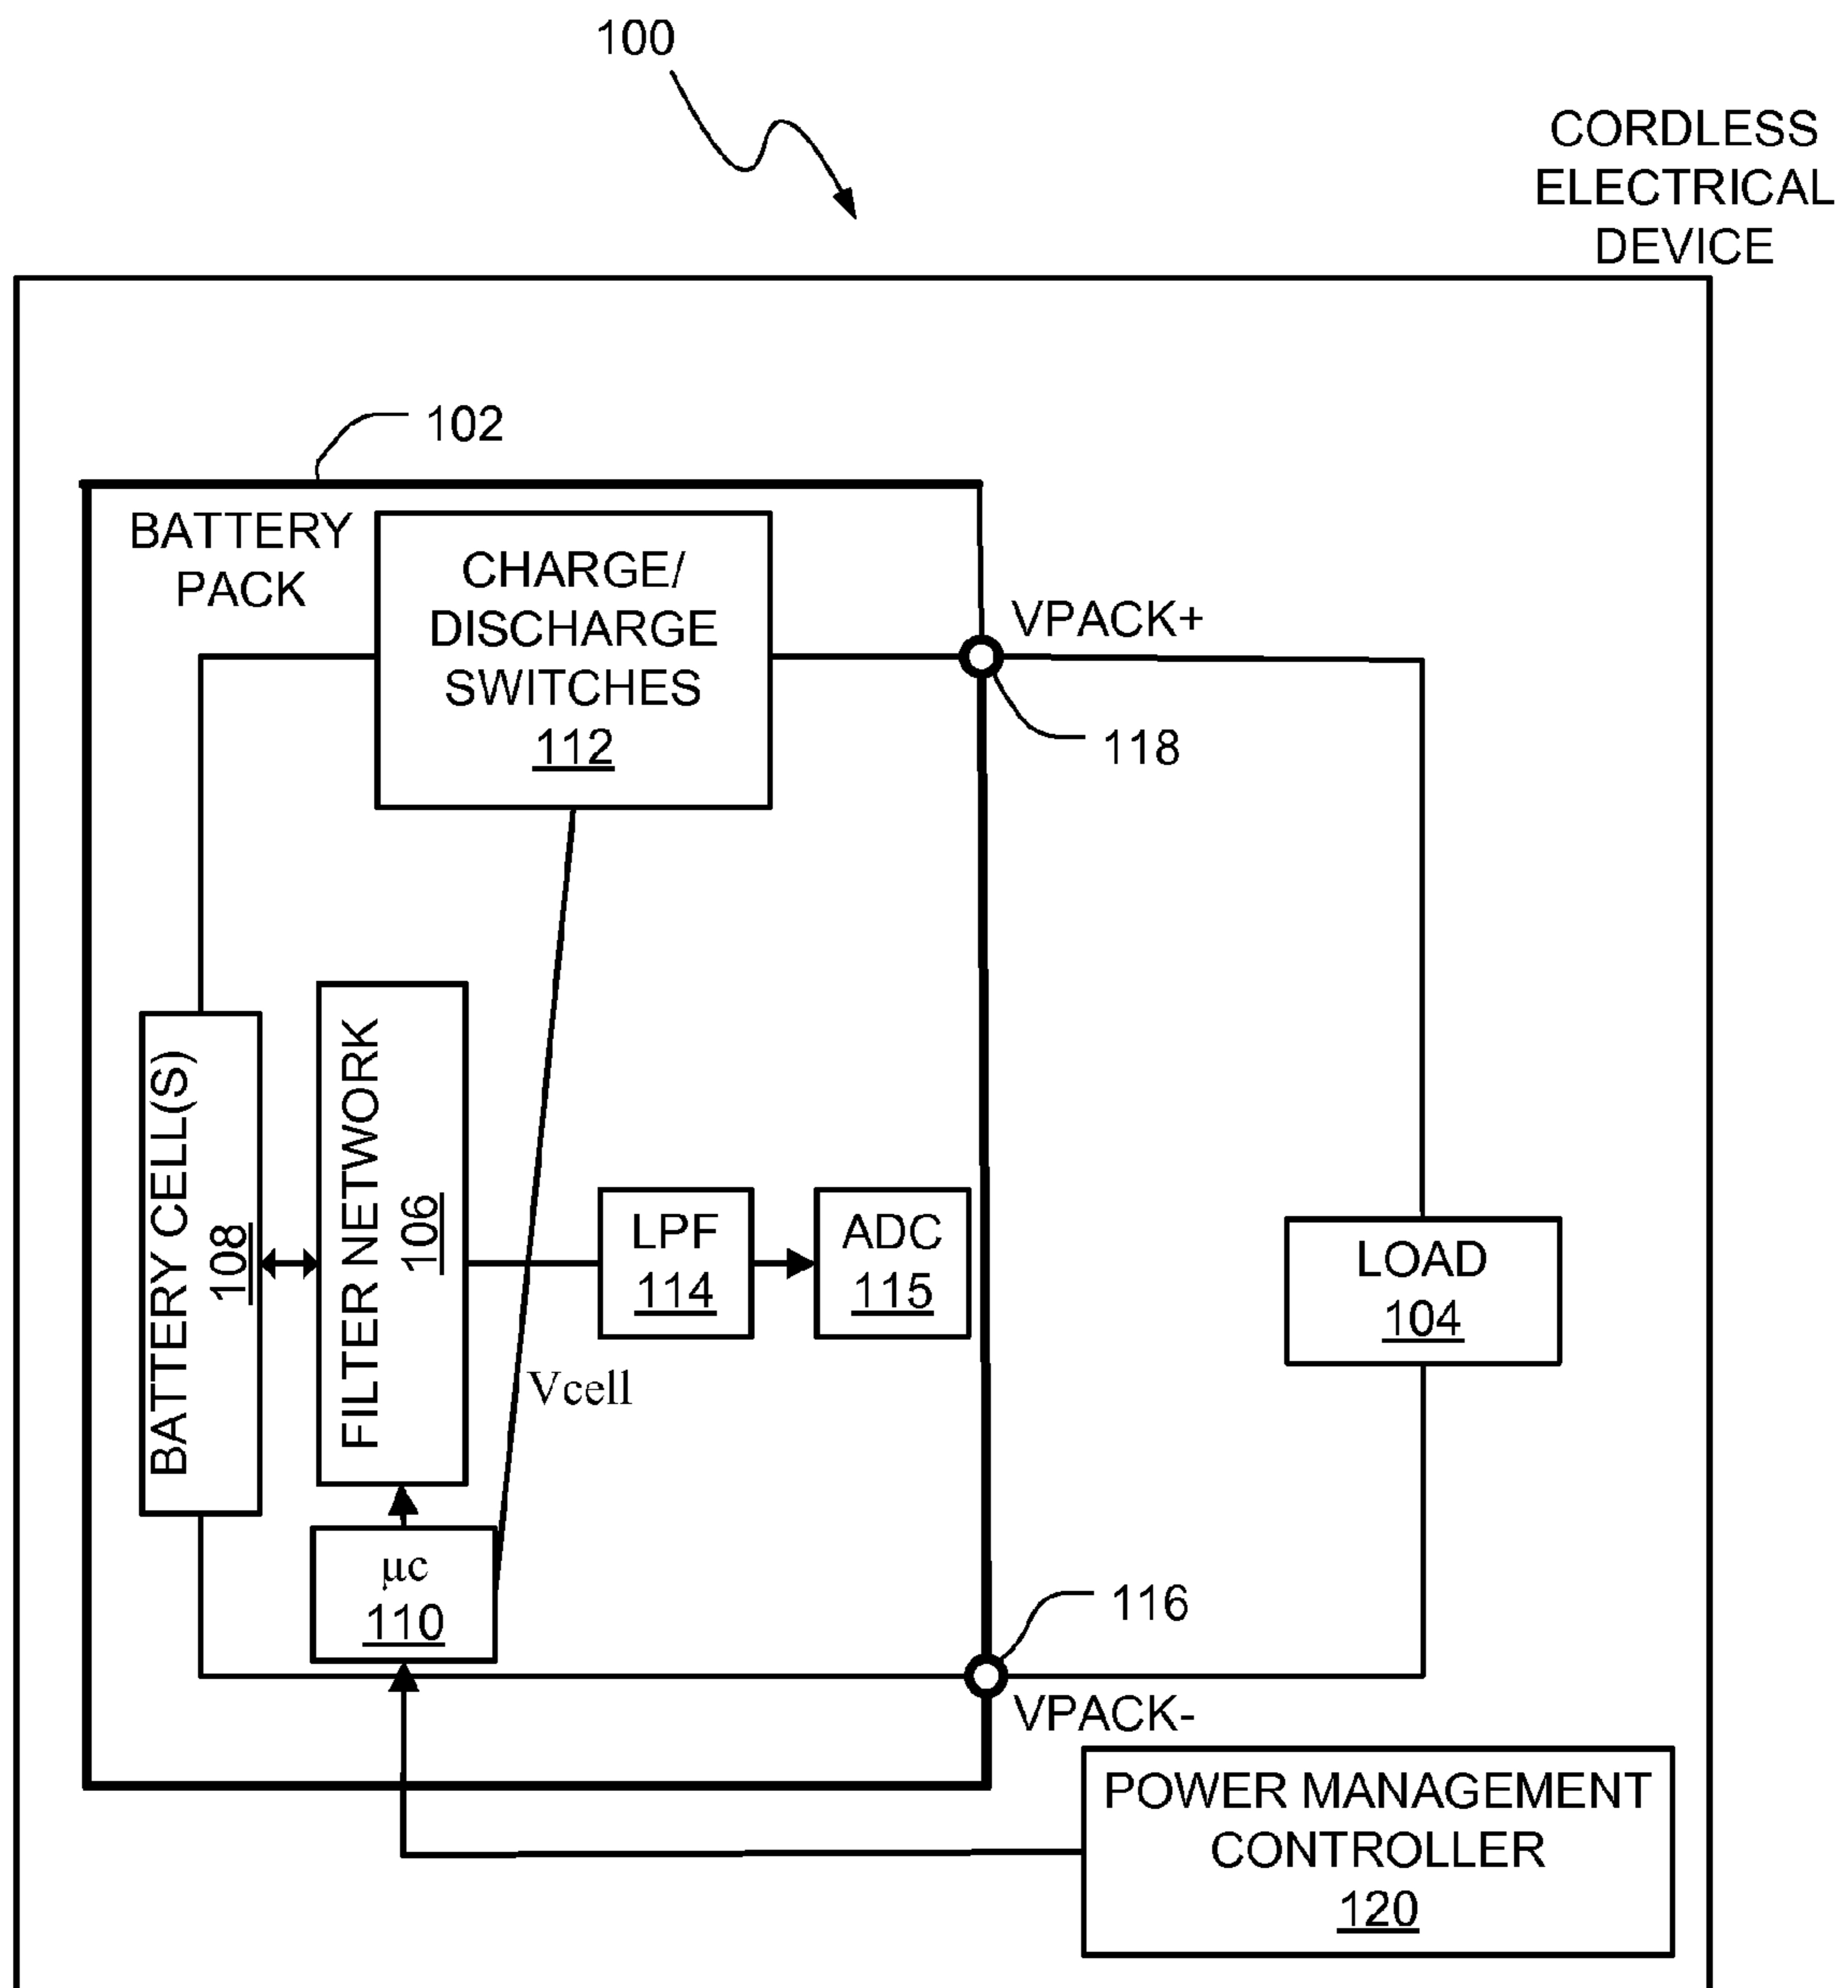 100
CORDLESS
ELECTRICAL
DEVICE
102
BATTERY
PACK
CHARGE/
DISCHARGE
SWITCHES
112
VPACK+
118
BATTERY CELL(S)
108
FILTER NETWORK
106
LPF
114
ADC
115
LOAD
104
Vcell
µc
110
116
VPACK-
POWER MANAGEMENT
CONTROLLER
120